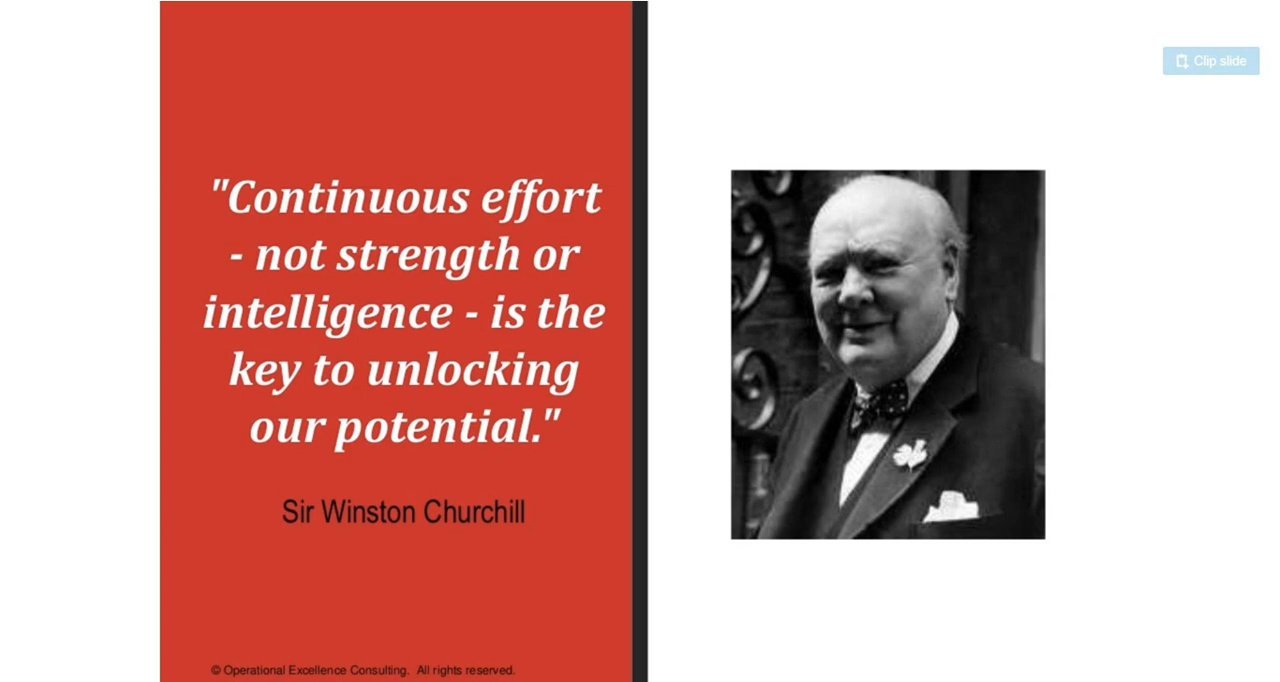 "Continuous effort
- not strength or
intelligence - is the
key to unlocking
our potential."
Sir Winston Churchill
© Operational Excellence Consulting. All rights reserved.
Clip slide